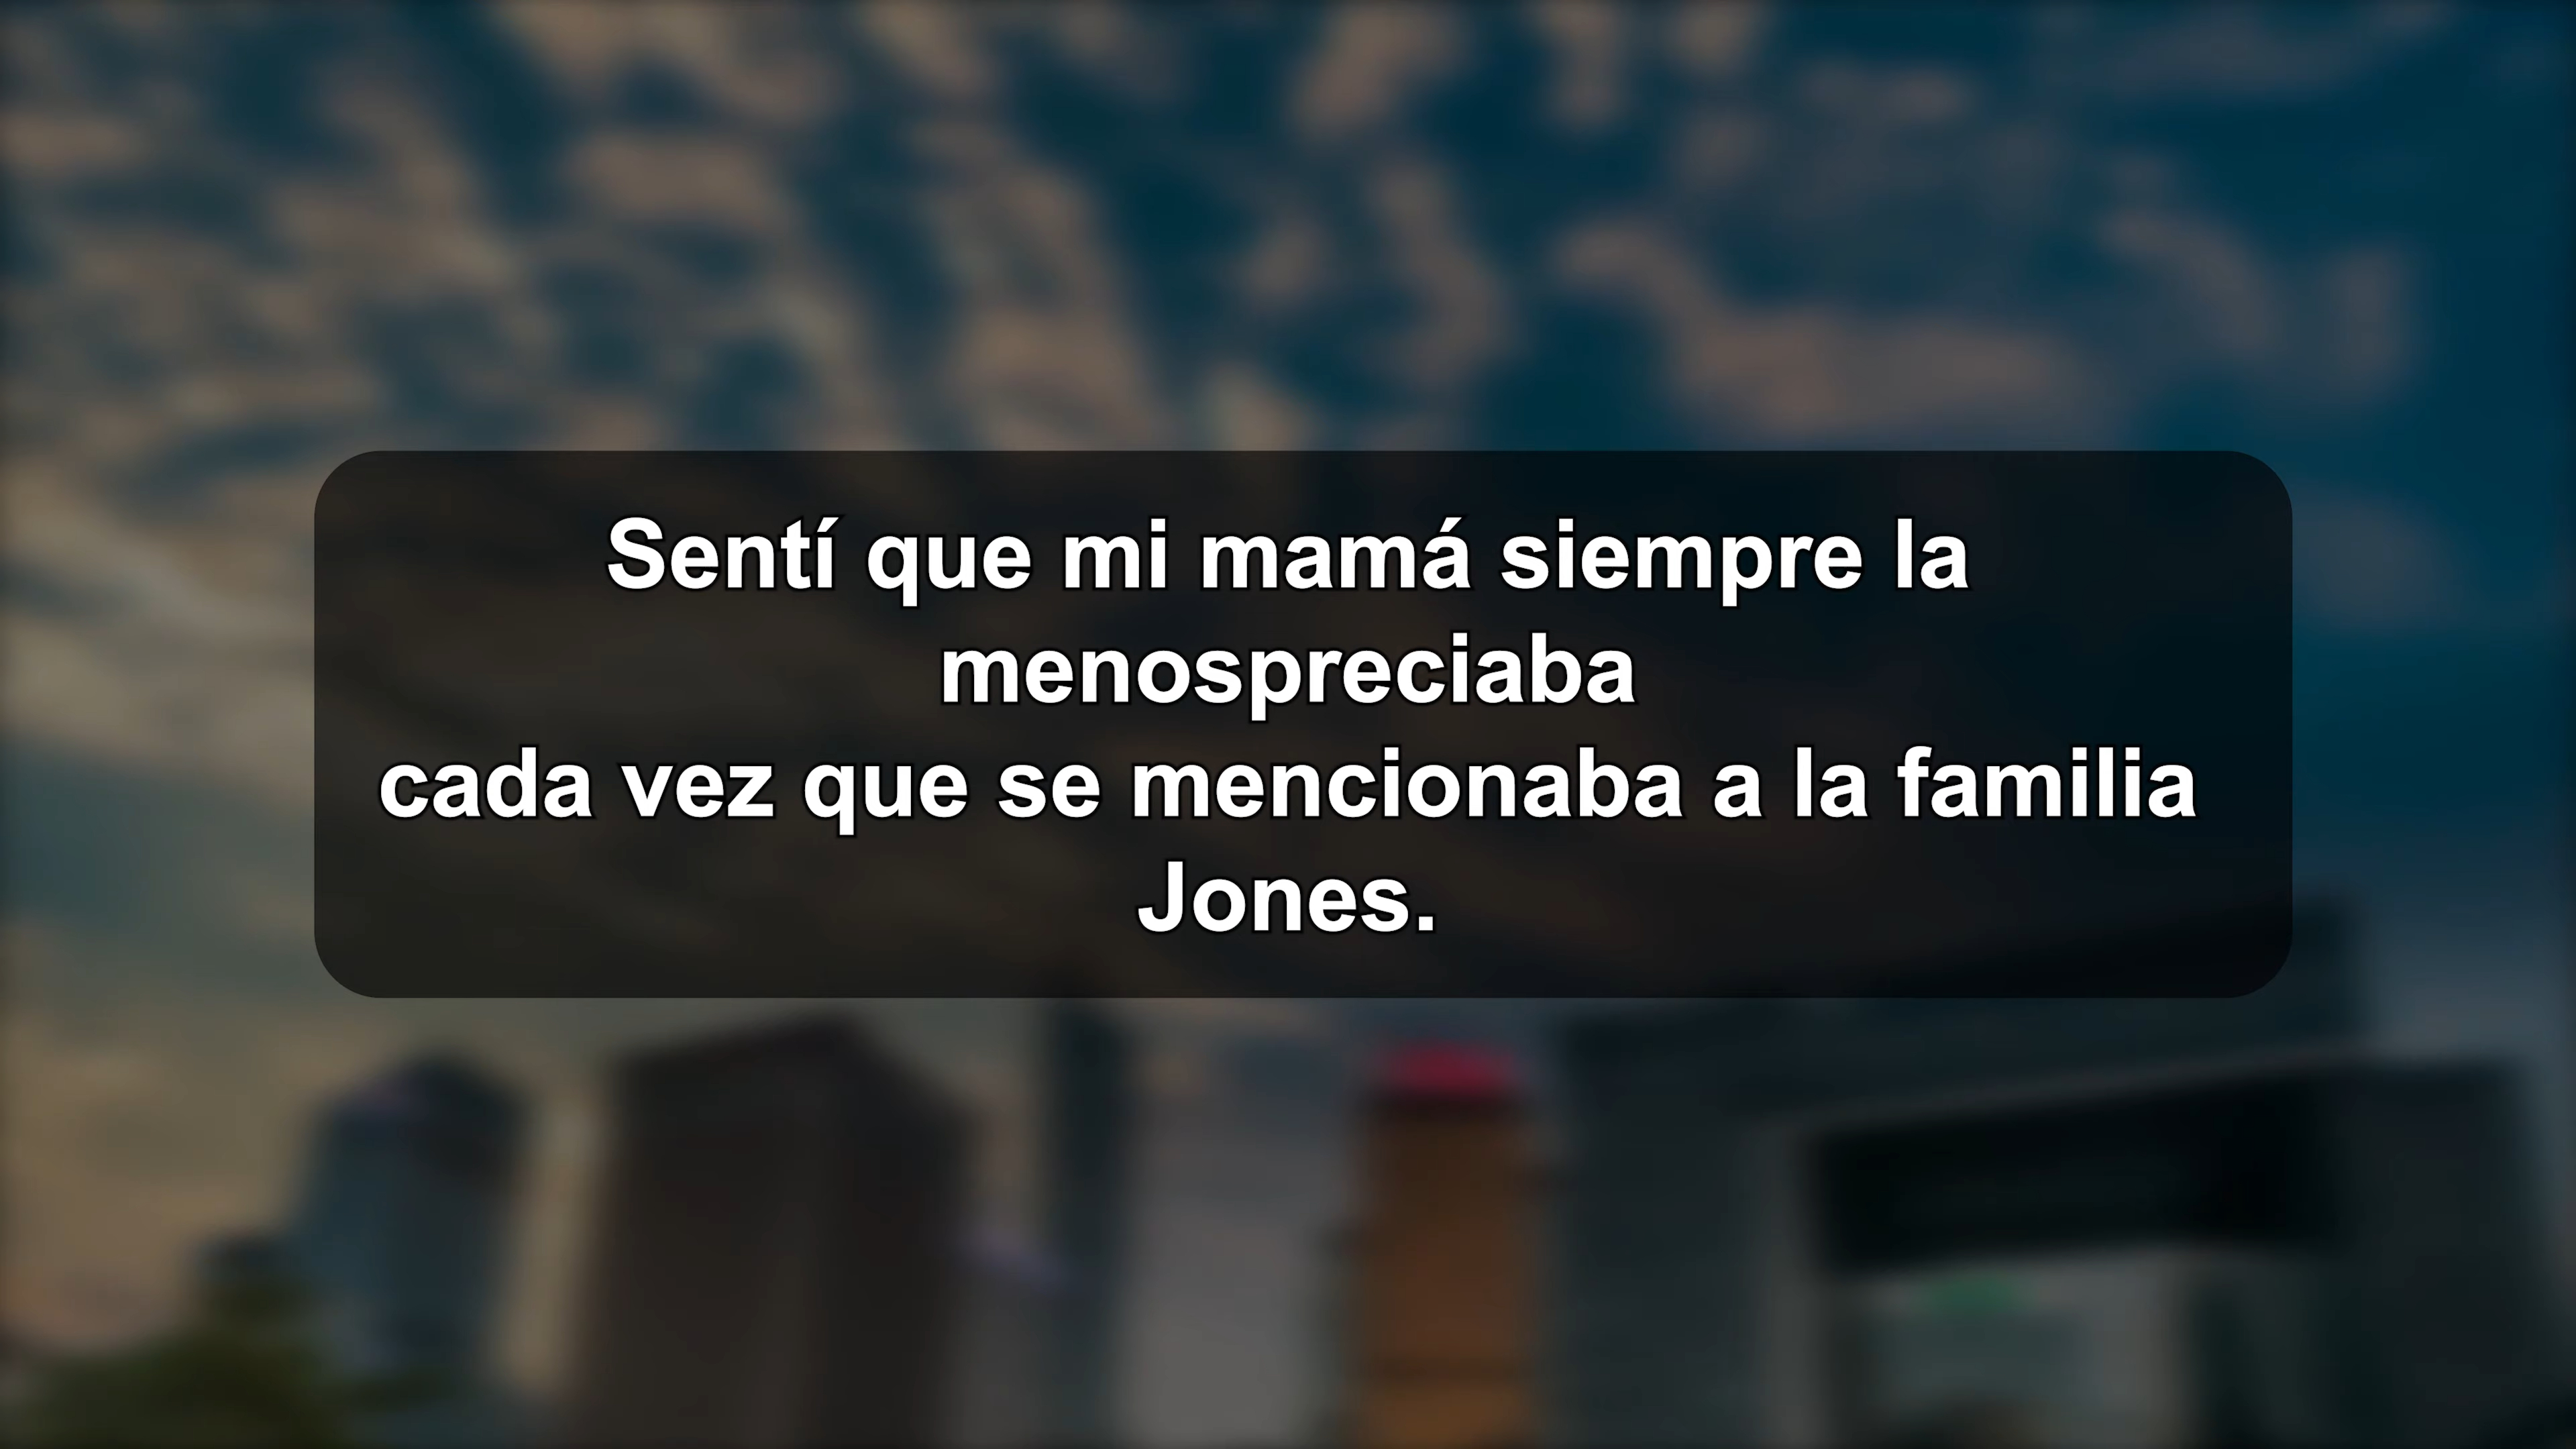 Sentí que mi mamá siempre la
menospreciaba
cada vez que se mencionaba a la familia
Jones.